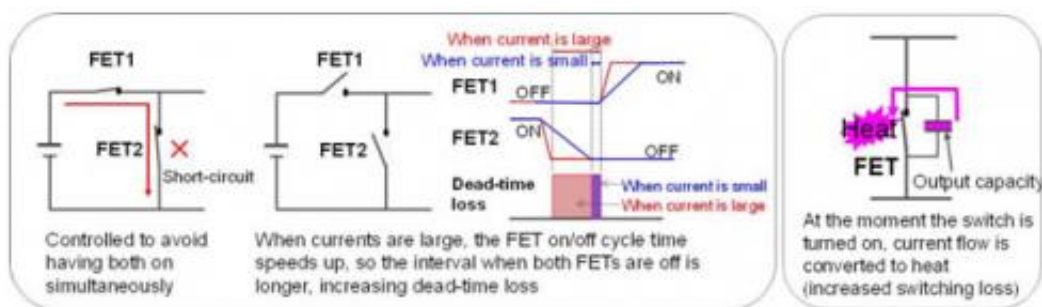 FET1
FET2
Short-circuit
Controlled to avoid
having both on
simultaneously
FET1
FET2
When current is large
When current is small
FET1
OFF
ON
FET2
ON
OFF
Dead-time
loss
When current is small
When current is large
When currents are large, the FET on/off cycle time
speeds up, so the interval when both FETs are off is
longer, increasing dead-time loss
Heat
FET
Output capacity
At the moment the switch is
turned on, current flow is
converted to heat
(increased switching loss)